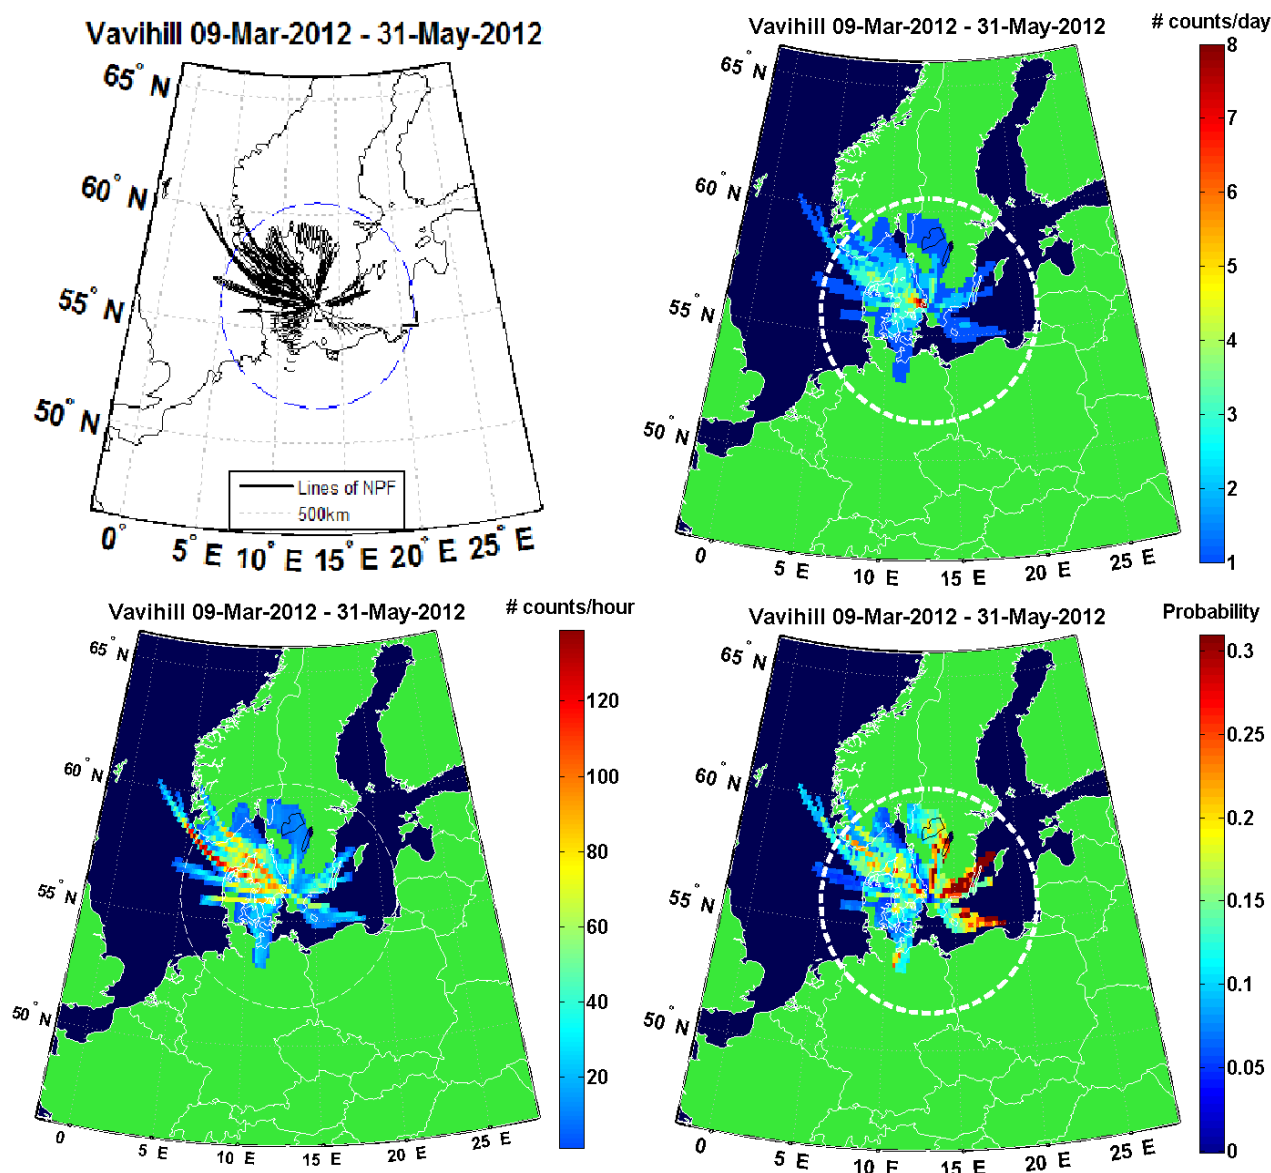 Vavihill 09-Mar-2012 - 31-May-2012
65° N
60° N
55° N
50° N
0°
5° E
10° E
15° E
20° E
25° E
Lines of NPF
500km
Vavihill 09-Mar-2012 - 31-May-2012
# counts/day
65° N
60° N
55° N
50° N
0
5 E
10 E
15 E
20 E
25 E
8
7
6
5
4
3
2
1
Vavihill 09-Mar-2012 - 31-May-2012
# counts/hour
65° N
60° N
55° N
50° N
0
5 E
10 E
15 E
20 E
25 E
120
100
80
60
40
20
Vavihill 09-Mar-2012 - 31-May-2012
Probability
65° N
60° N
55° N
50° N
0
5 E
10 E
15 E
20 E
25 E
0.3
0.25
0.2
0.15
0.1
0.05
0